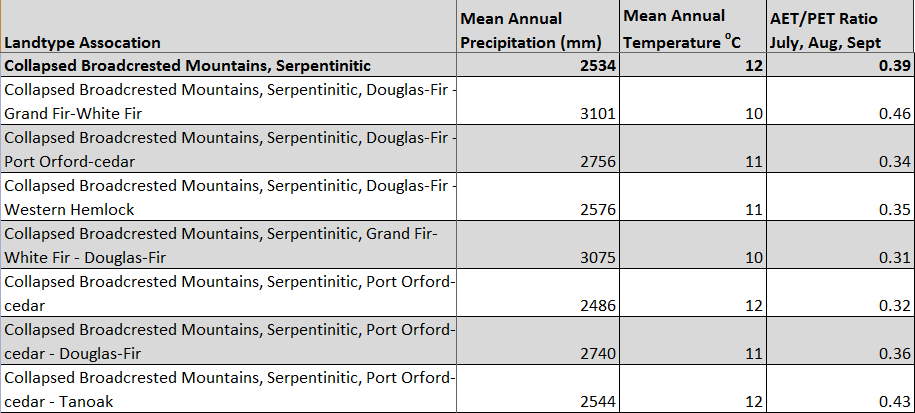 Landtype Assocation Mean Annual Precipitation (mm) Mean Annual Temperature ⁰C AET/PET Ratio July, Aug, Sept
Collapsed Broadcrested Mountains, Serpentinitic 2534 12 0.39
Collapsed Broadcrested Mountains, Serpentinitic, Douglas-Fir -
Grand Fir-White Fir 3101 10 0.46
Collapsed Broadcrested Mountains, Serpentinitic, Douglas-Fir -
Port Orford-cedar 2756 11 0.34
Collapsed Broadcrested Mountains, Serpentinitic, Douglas-Fir -
Western Hemlock 2576 11 0.35
Collapsed Broadcrested Mountains, Serpentinitic, Grand Fir-
White Fir - Douglas-Fir 3075 10 0.31
Collapsed Broadcrested Mountains, Serpentinitic, Port Orford-
cedar 2486 12 0.32
Collapsed Broadcrested Mountains, Serpentinitic, Port Orford-
cedar - Douglas-Fir 2740 11 0.36
Collapsed Broadcrested Mountains, Serpentinitic, Port Orford-
cedar - Tanoak 2544 12 0.43